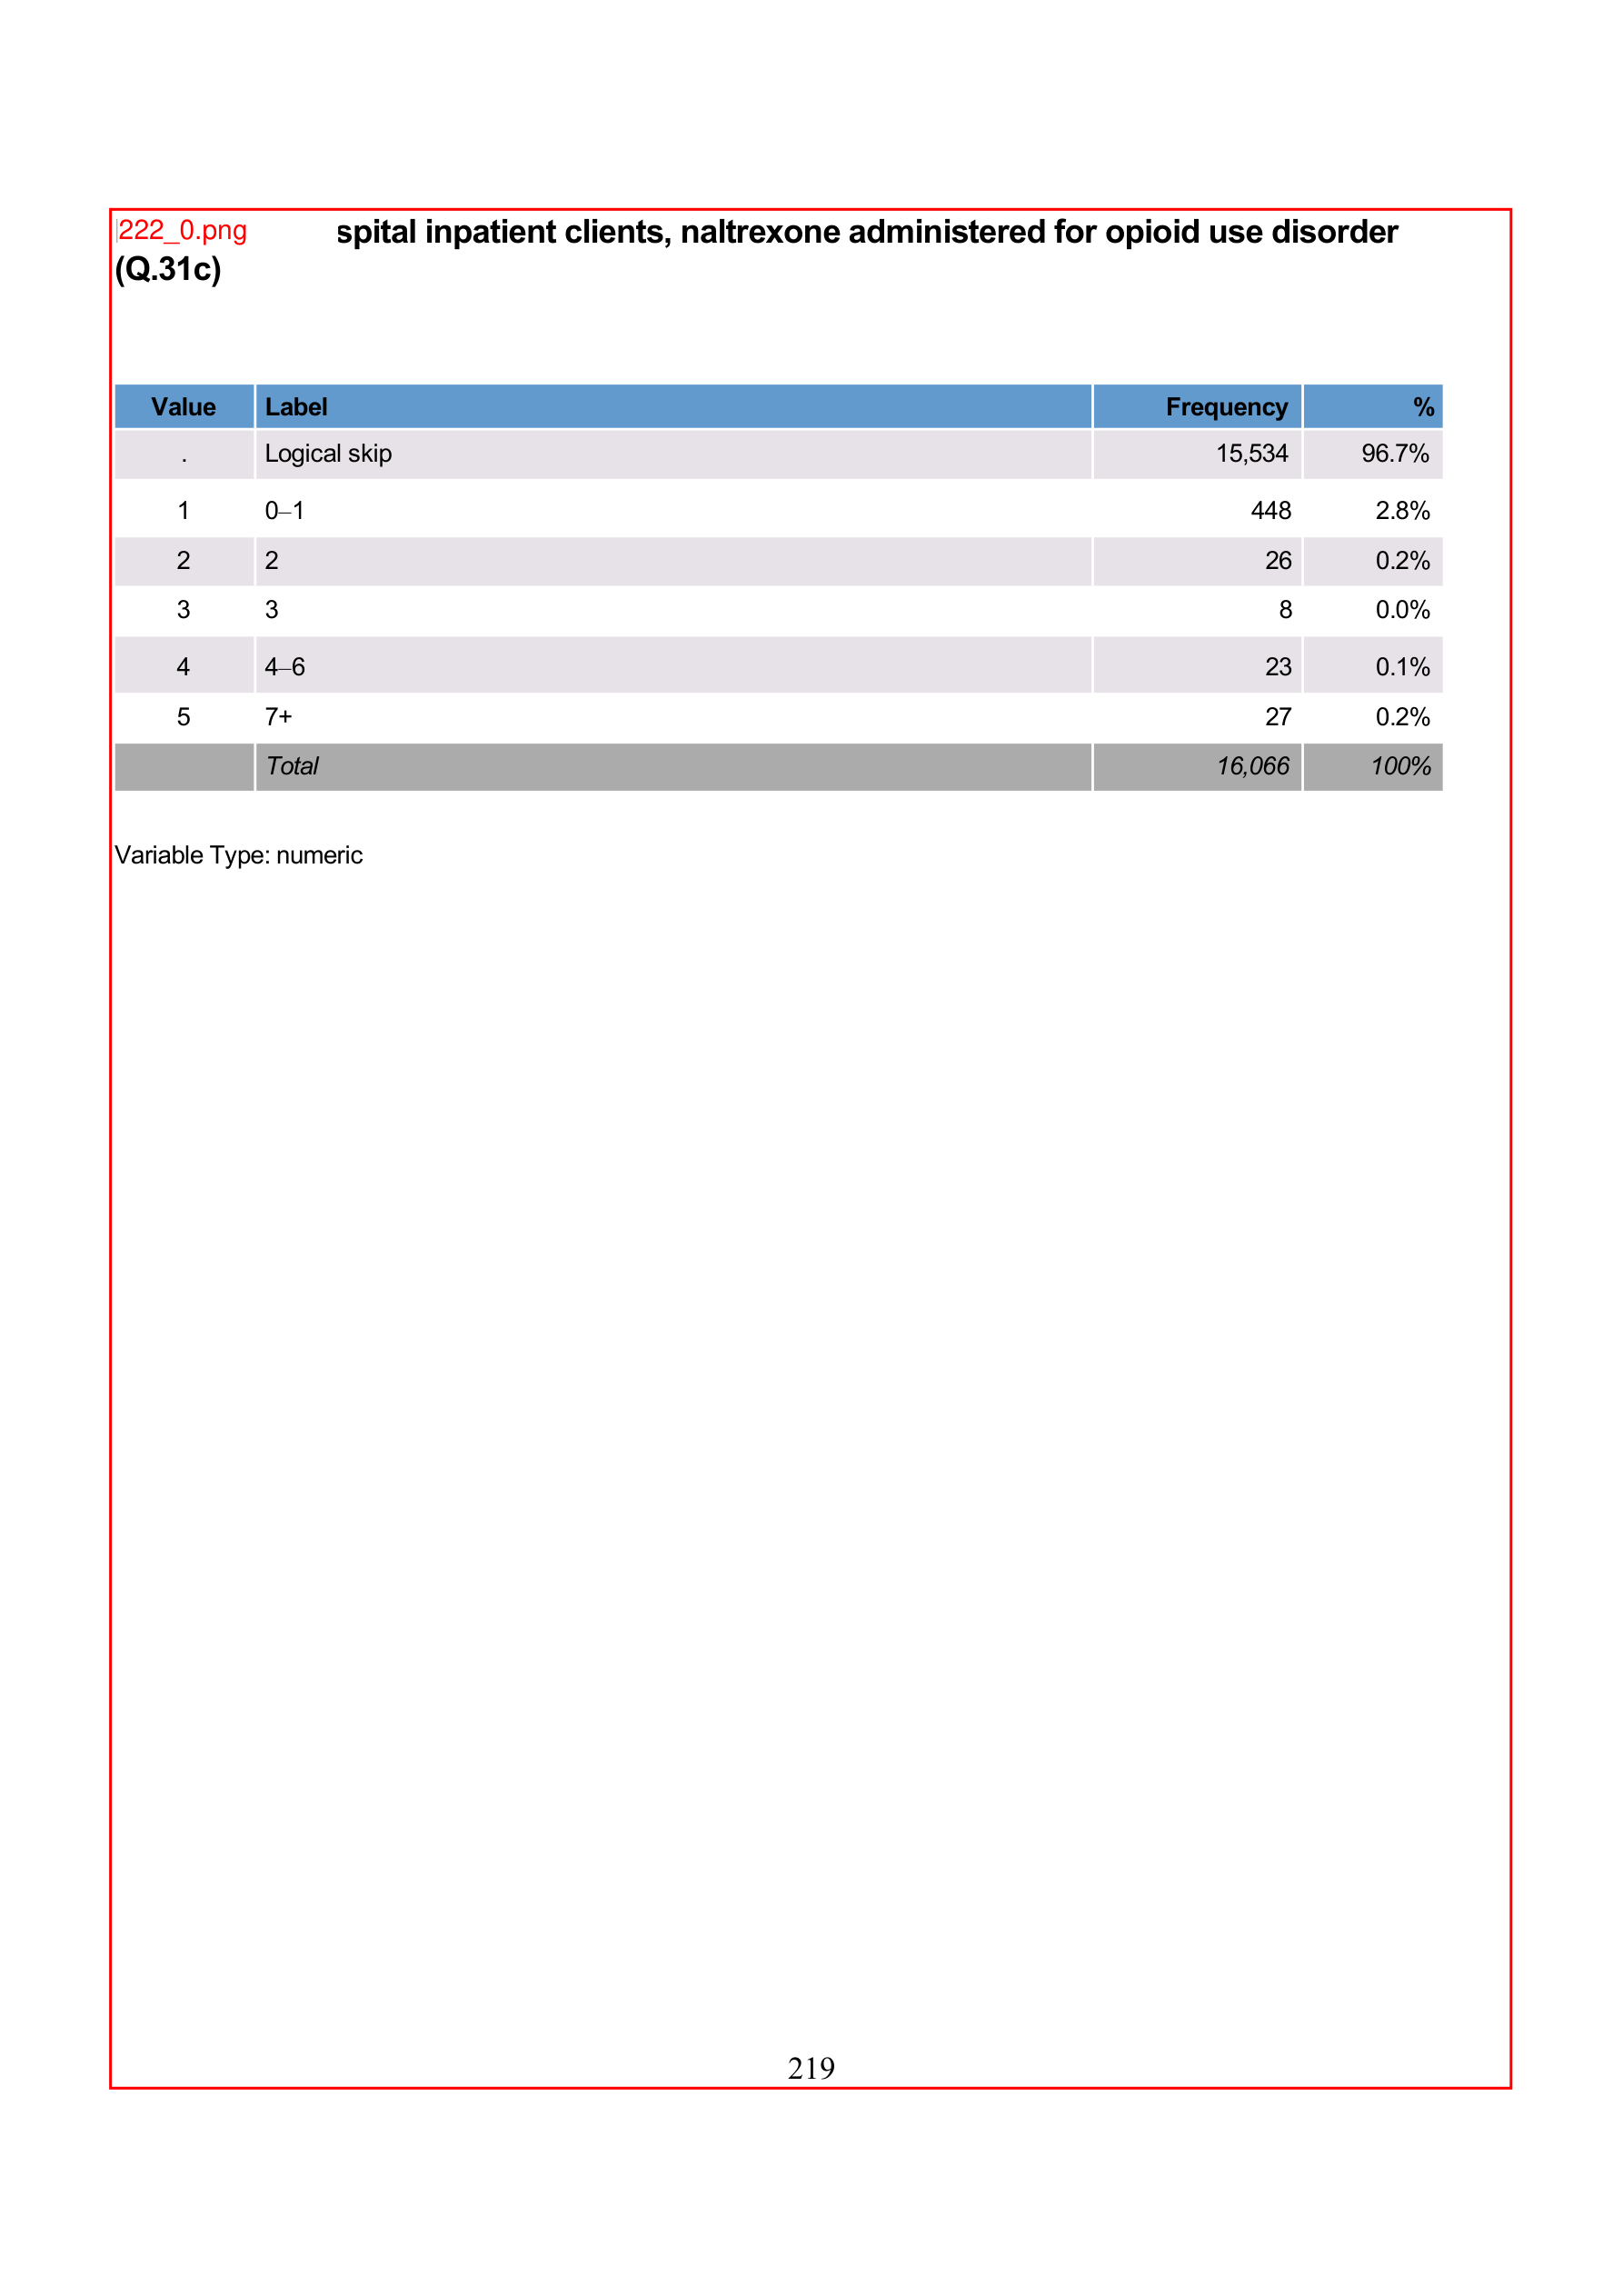 222_0.png spital inpatient clients, naltrexone administered for opioid use disorder
(Q.31c)
Value Label Frequency %
. Logical skip 15,534 96.7%
1 0–1 448 2.8%
2 2 26 0.2%
3 3 8 0.0%
4 4–6 23 0.1%
5 7+ 27 0.2%
Total 16,066 100%
Variable Type: numeric
219